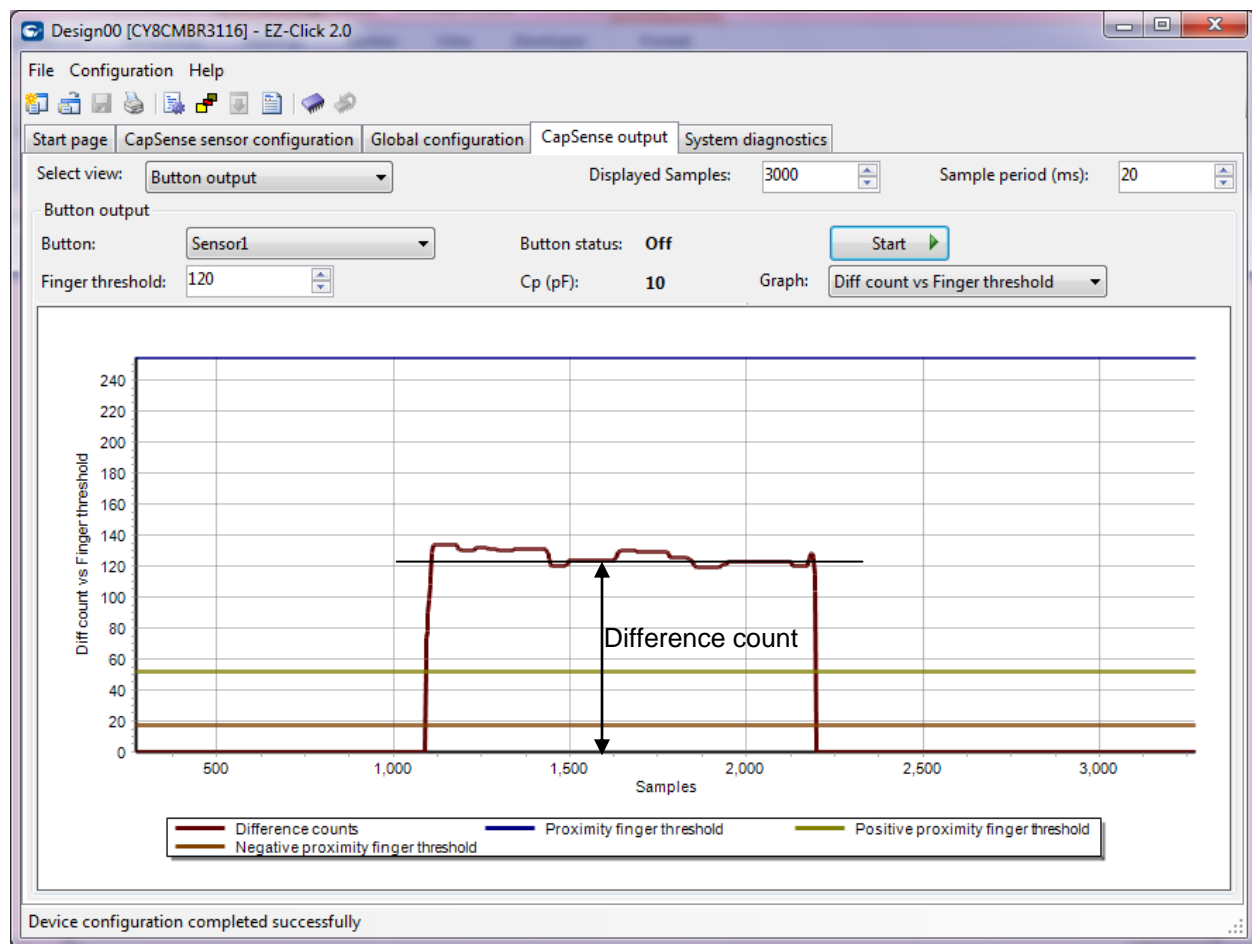 Design00 [CY8CMBR3116] - EZ-Click 2.0
File Configuration Help
Start page CapSense sensor configuration Global configuration CapSense output System diagnostics
Select view: Button output Displayed Samples: 3000 Sample period (ms): 20
Button output
Button: Sensor1 Button status: Off Start
Finger threshold: 120 Cp (pF): 10 Graph: Diff count vs Finger threshold
240
220
200
180
160
140
120
100
80
60
40
20
0
Diff count vs Finger threshold
Difference count
500 1,000 1,500 2,000 2,500 3,000
Samples
Difference counts Proximity finger threshold Positive proximity finger threshold
Negative proximity finger threshold
Device configuration completed successfully